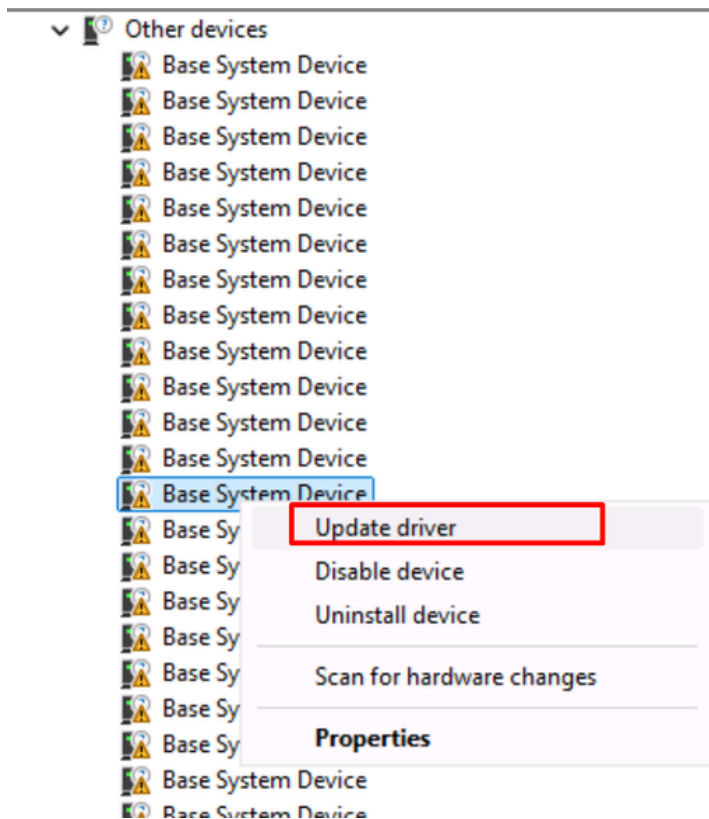 Other devices
Base System Device
Base System Device
Base System Device
Base System Device
Base System Device
Base System Device
Base System Device
Base System Device
Base System Device
Base System Device
Base System Device
Base System Device
Base System Device
Base Sy
Update driver
Base Sy
Disable device
Base Sy
Uninstall device
Base Sy
Base Sy
Scan for hardware changes
Base Sy
Base Sy
Properties
Base System Device
Base System Device